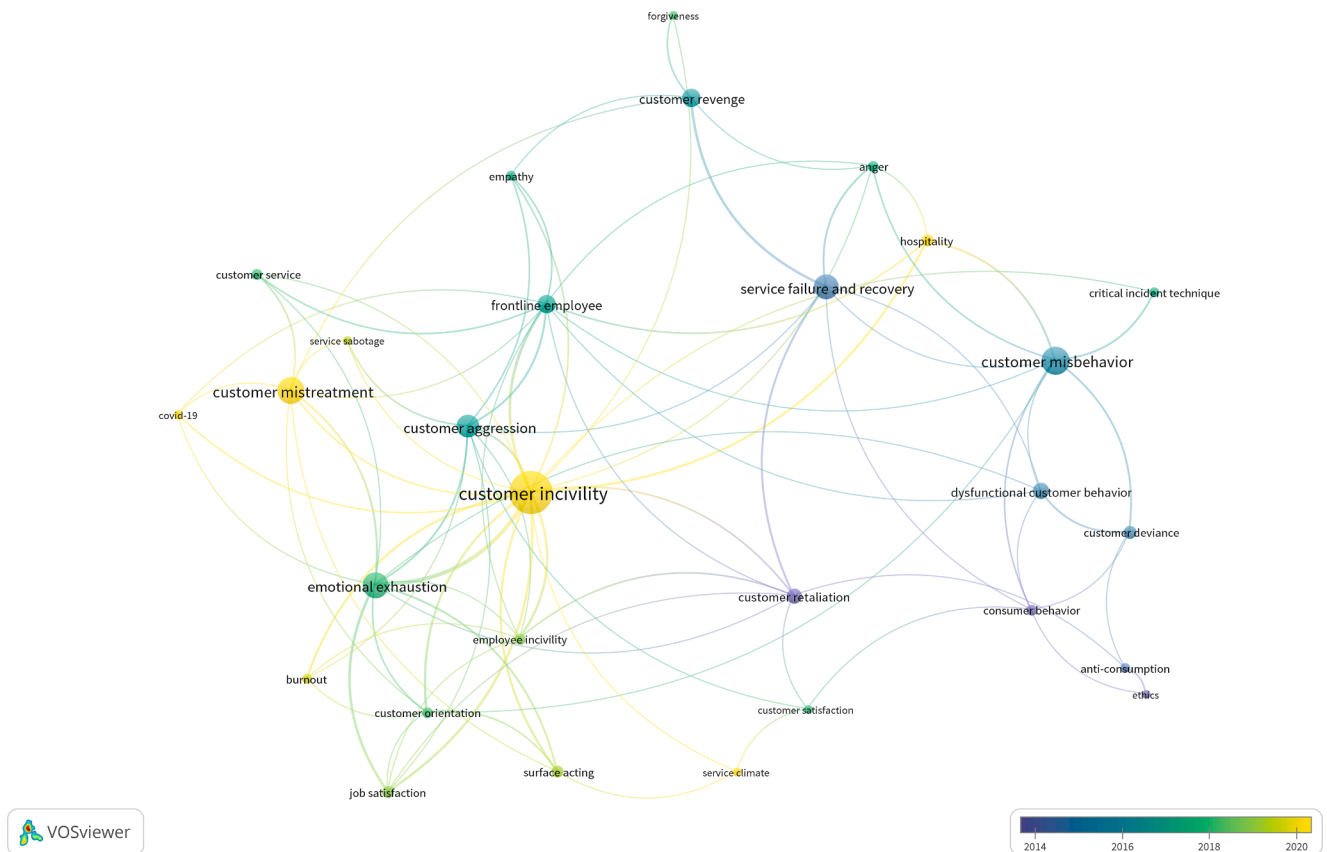 forgiveness
customer revenge
anger
empathy
hospitality
customer service
service failure and recovery
critical incident technique
frontline employee
service sabotage
customer misbehavior
customer mistreatment
covid-19
customer aggression
customer incivility
dysfunctional customer behavior
customer deviance
emotional exhaustion
customer retaliation
consumer behavior
employee incivility
anti-consumption
burnout
ethics
customer orientation
customer satisfaction
surface acting
service climate
job satisfaction
VOSviewer
2014 2016 2018 2020